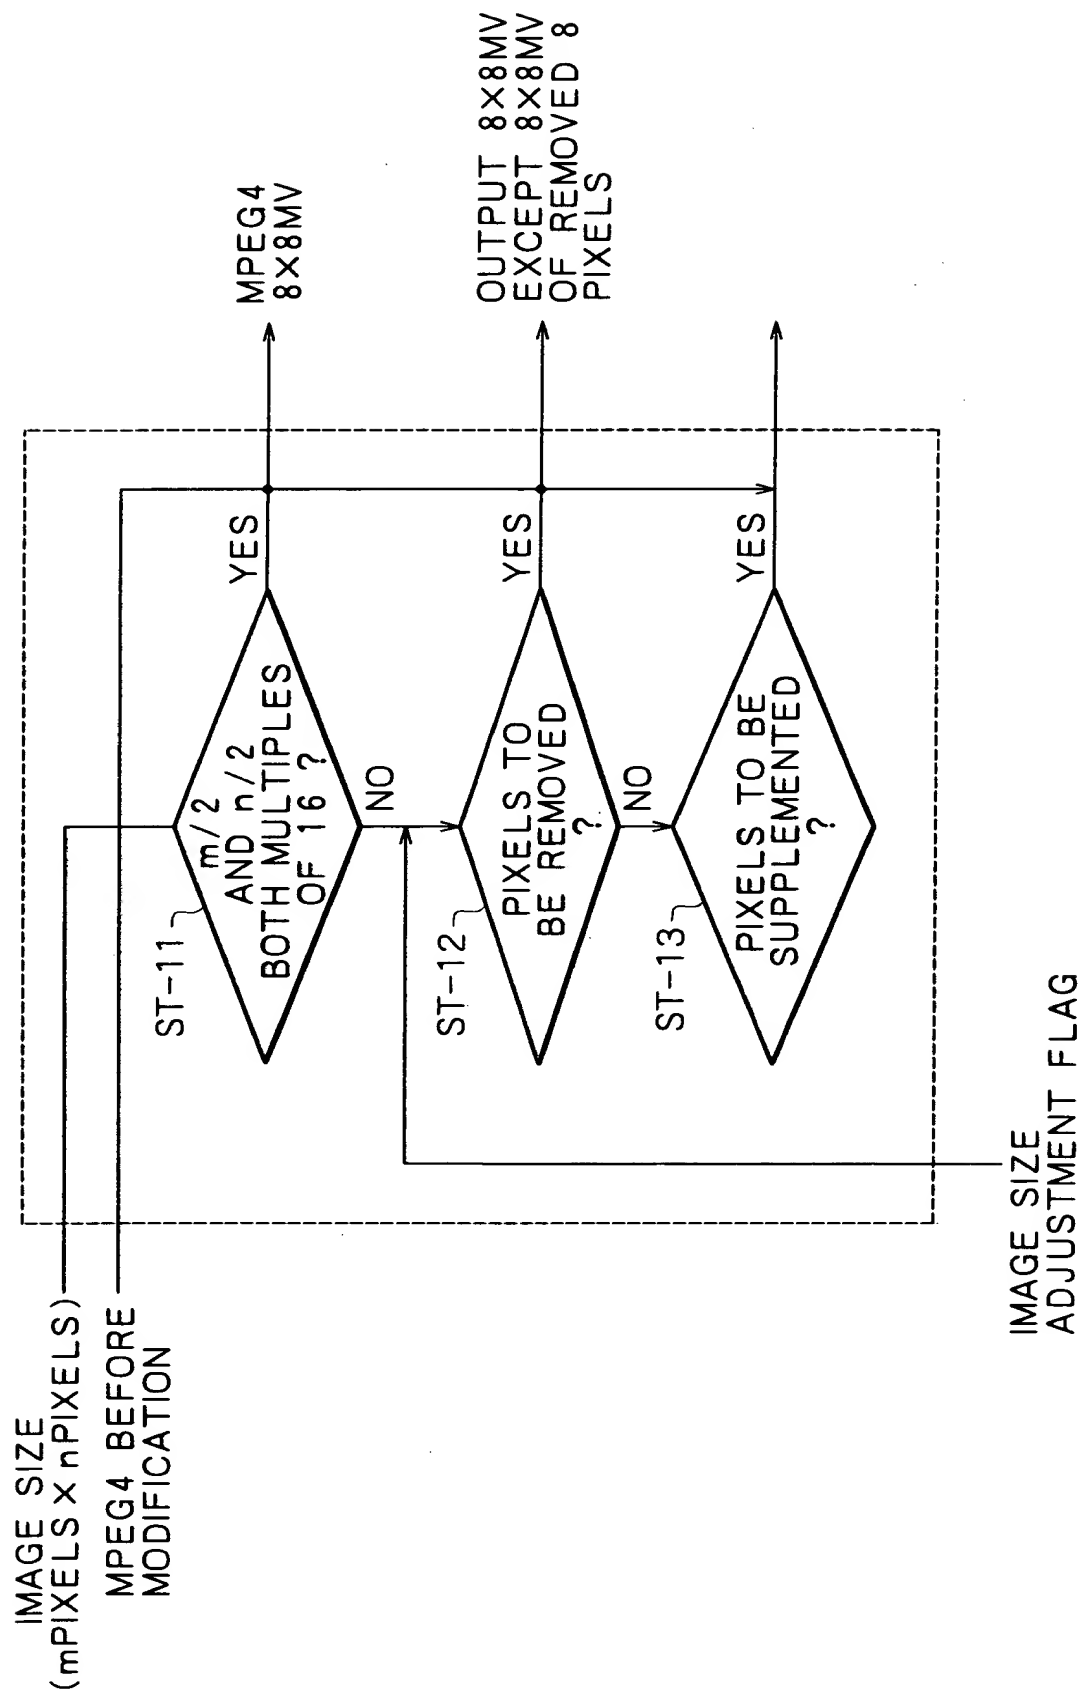 IMAGE SIZE
(mPIXELS X nPIXELS)
MPEG4 BEFORE
MODIFICATION
ST-11
m/2
AND n/2
BOTH MULTIPLES
OF 16 ?
YES
MPEG4
8×8MV
NO
ST-12
PIXELS TO
BE REMOVED
?
YES
OUTPUT 8×8MV
EXCEPT 8×8MV
OF REMOVED 8
PIXELS
NO
ST-13
PIXELS TO BE
SUPPLEMENTED
?
YES
IMAGE SIZE
ADJUSTMENT FLAG